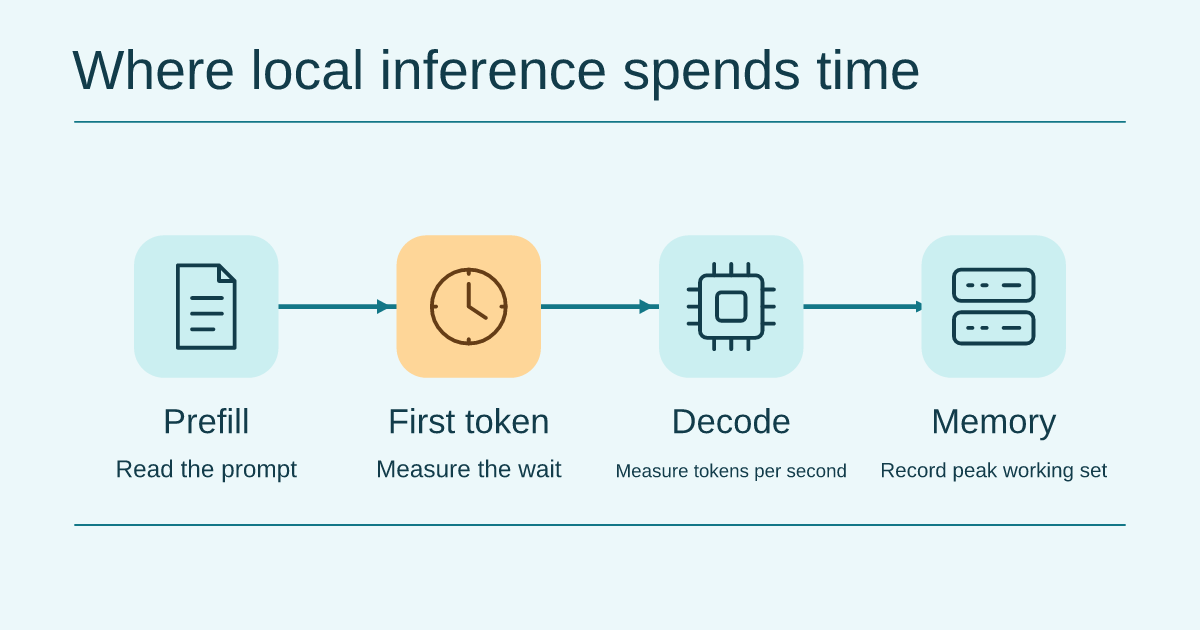 Where local inference spends time
Prefill
Read the prompt
First token
Measure the wait
Decode
Measure tokens per second
Memory
Record peak working set